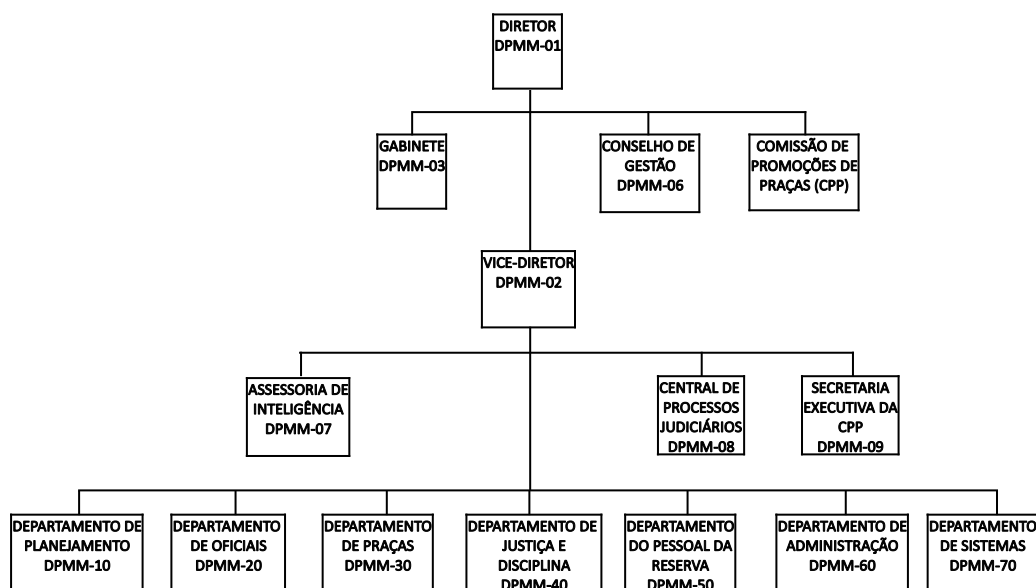 DIRETOR
DPMM-01
GABINETE
DPMM-03
CONSELHO DE
GESTÃO
DPMM-06
COMISSÃO DE
PROMOÇÕES DE
PRAÇAS (CPP)
VICE-DIRETOR
DPMM-02
ASSESSORIA DE
INTELIGÊNCIA
DPMM-07
CENTRAL DE
PROCESSOS
JUDICIÁRIOS
DPMM-08
SECRETARIA
EXECUTIVA DA
CPP
DPMM-09
DEPARTAMENTO DE
PLANEJAMENTO
DPMM-10
DEPARTAMENTO
DE OFICIAIS
DPMM-20
DEPARTAMENTO
DE PRAÇAS
DPMM-30
DEPARTAMENTO DE
JUSTIÇA E
DISCIPLINA
DPMM-40
DEPARTAMENTO
DO PESSOAL DA
RESERVA
DPMM-50
DEPARTAMENTO DE
ADMINISTRAÇÃO
DPMM-60
DEPARTAMENTO
DE SISTEMAS
DPMM-70